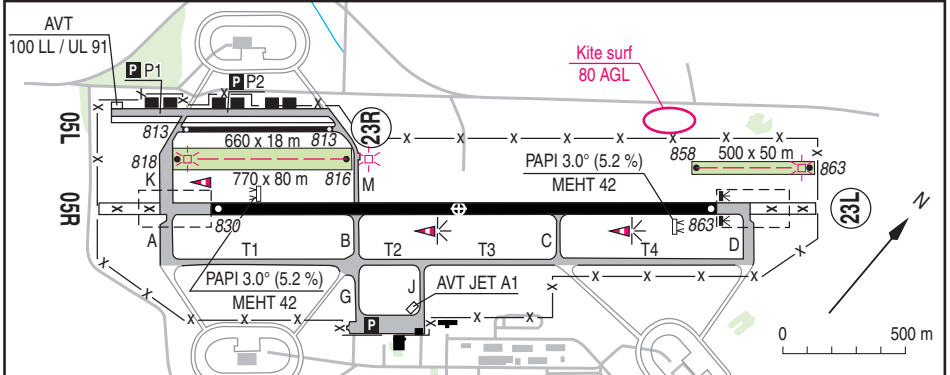 AVT
100 LL / UL 91
P P1
P P2
Kite surf
80 AGL
05L
813
660 x 18 m
813
23R
818
816
770 x 80 m
K
M
858
500 x 50 m
863
PAPI 3.0° (5.2 %)
MEHT 42
05R
830
863
23L
A
T1
B
T2
T3
C
T4
D
N
PAPI 3.0° (5.2 %)
MEHT 42
G
J
AVT JET A1
P
0
500 m